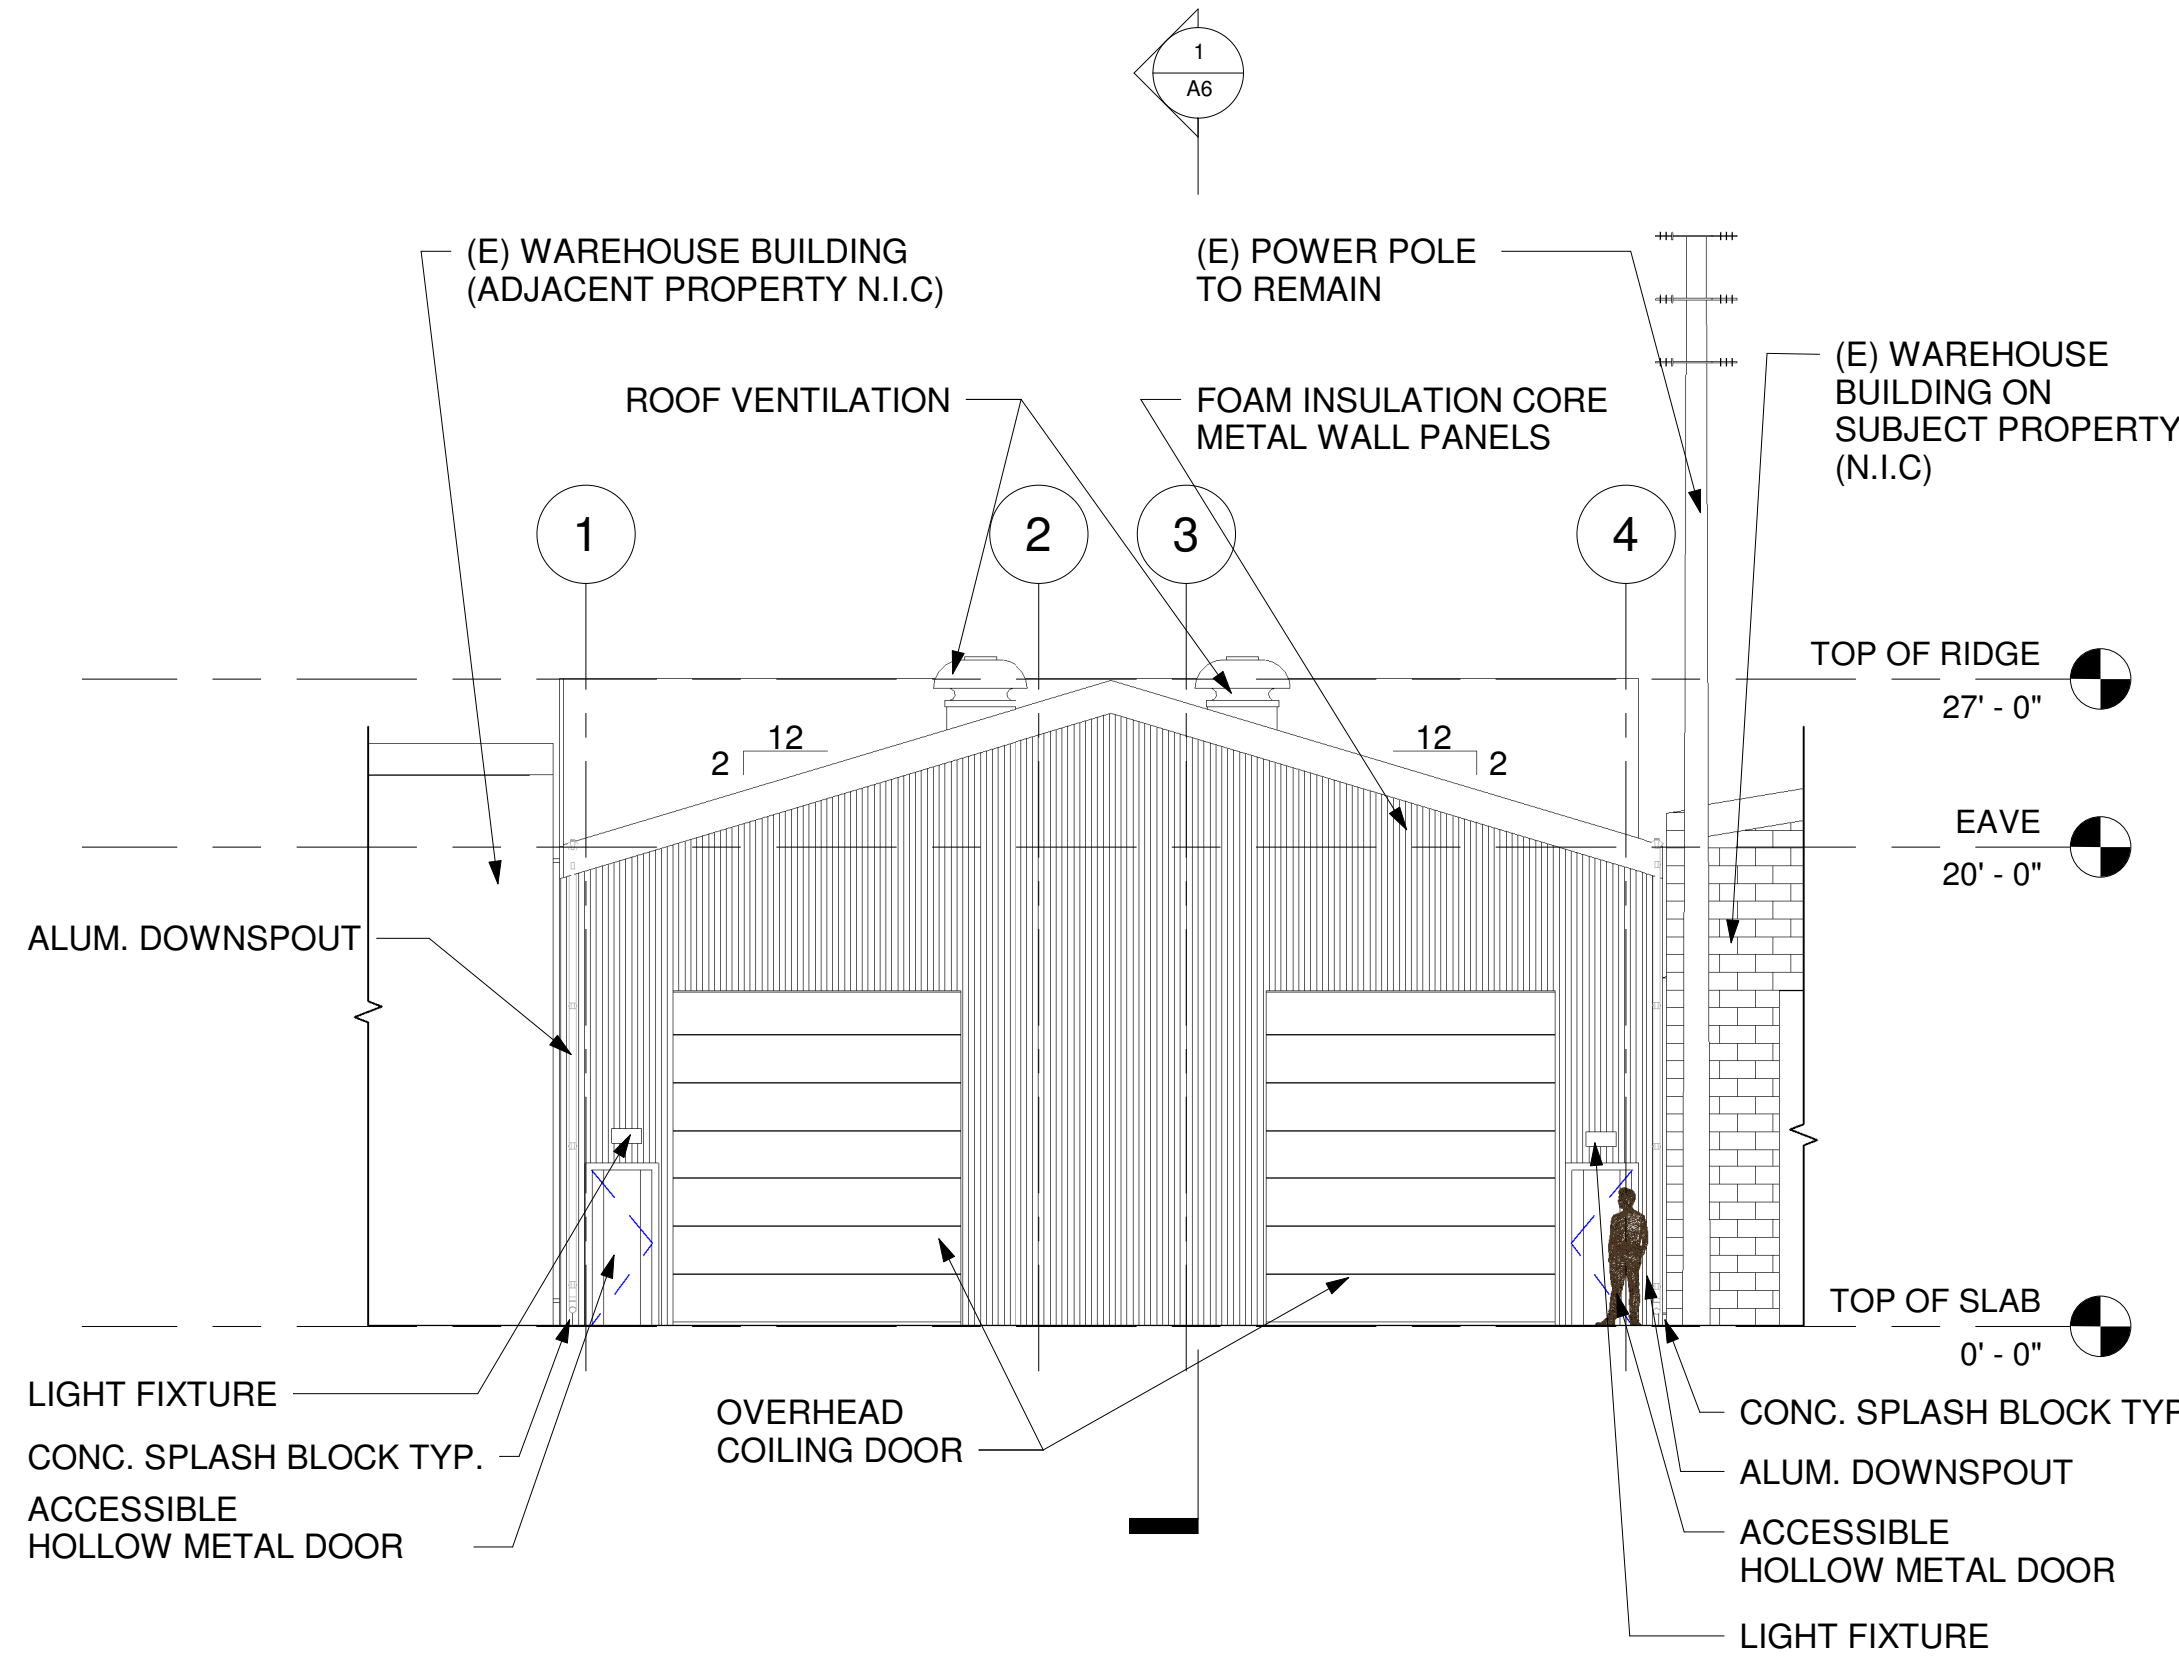 1
A6
(E) WAREHOUSE BUILDING
(ADJACENT PROPERTY N.I.C)
(E) POWER POLE
TO REMAIN
(E) WAREHOUSE
BUILDING ON
SUBJECT PROPERTY
(N.I.C)
ROOF VENTILATION
FOAM INSULATION CORE
METAL WALL PANELS
1
2
3
4
TOP OF RIDGE
27' - 0"
12
2
12
2
EAVE
20' - 0"
ALUM. DOWNSPOUT
TOP OF SLAB
0' - 0"
LIGHT FIXTURE
CONC. SPLASH BLOCK TYP.
ACCESSIBLE
HOLLOW METAL DOOR
OVERHEAD
COILING DOOR
CONC. SPLASH BLOCK TYP
ALUM. DOWNSPOUT
ACCESSIBLE
HOLLOW METAL DOOR
LIGHT FIXTURE